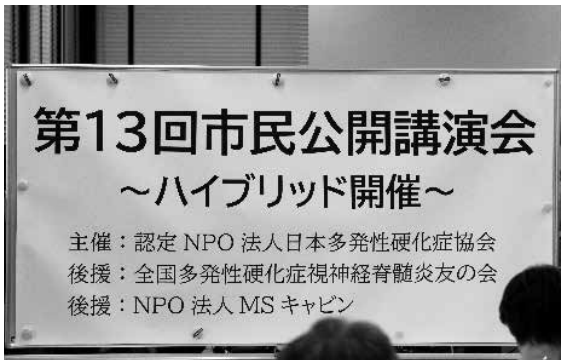 第13回市民公開講演会
～ハイブリッド開催～
主催：認定 NPO 法人日本多発性硬化症協会
後援：全国多発性硬化症視神経脊髄炎友の会
後援：NPO 法人 MS キャビン